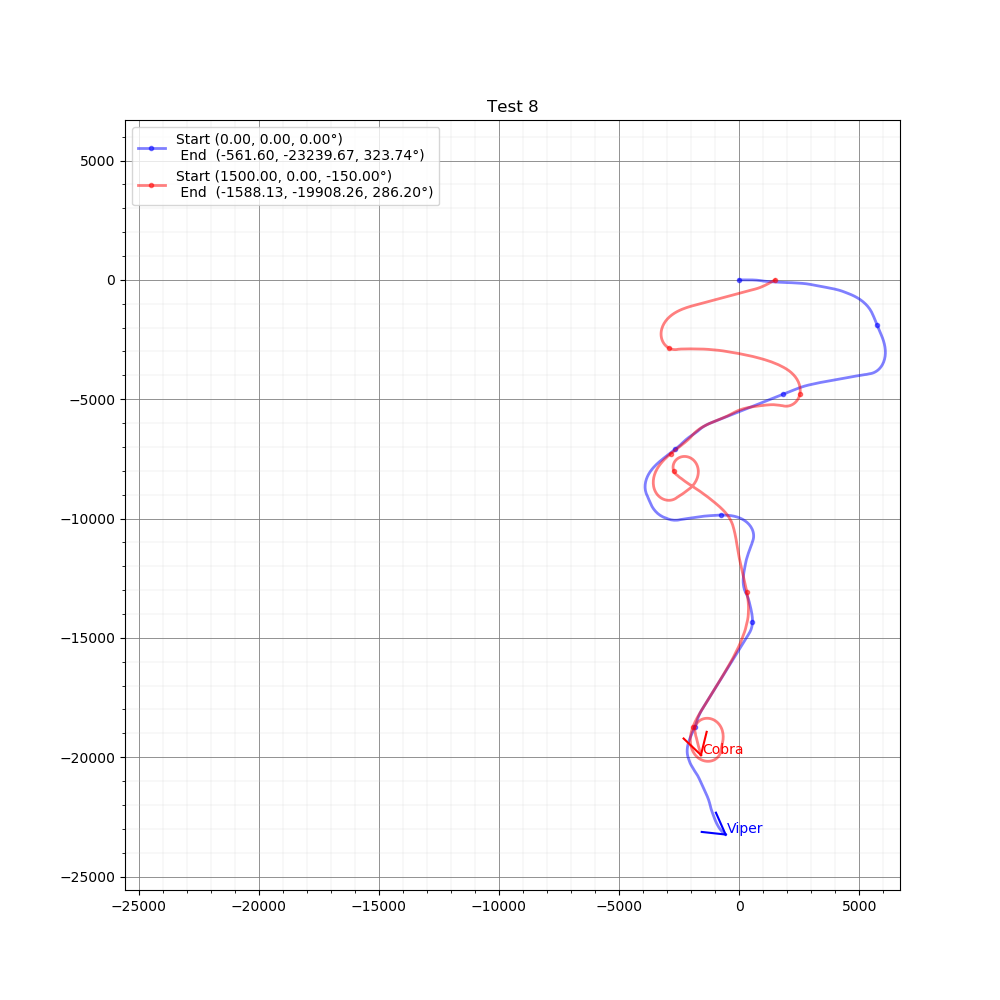 Test 8
Start (0.00, 0.00, 0.00°)
End (-561.60, -23239.67, 323.74°)
Start (1500.00, 0.00, -150.00°)
End (-1588.13, -19908.26, 286.20°)
5000
0
−5000
−10000
−15000
−20000
−25000
Cobra
Viper
−25000 −20000 −15000 −10000 −5000 0 5000